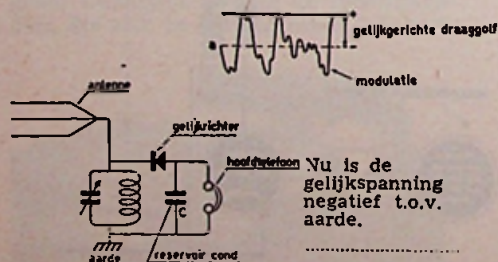 +
gelijkgerichte draaggolf
a
modulatie
antenne
gelijkrichter
hoofdtelefoon
C
aarde
reservoir cond
Nu is de
gelijkspanning
negatief t.o.v.
aarde.